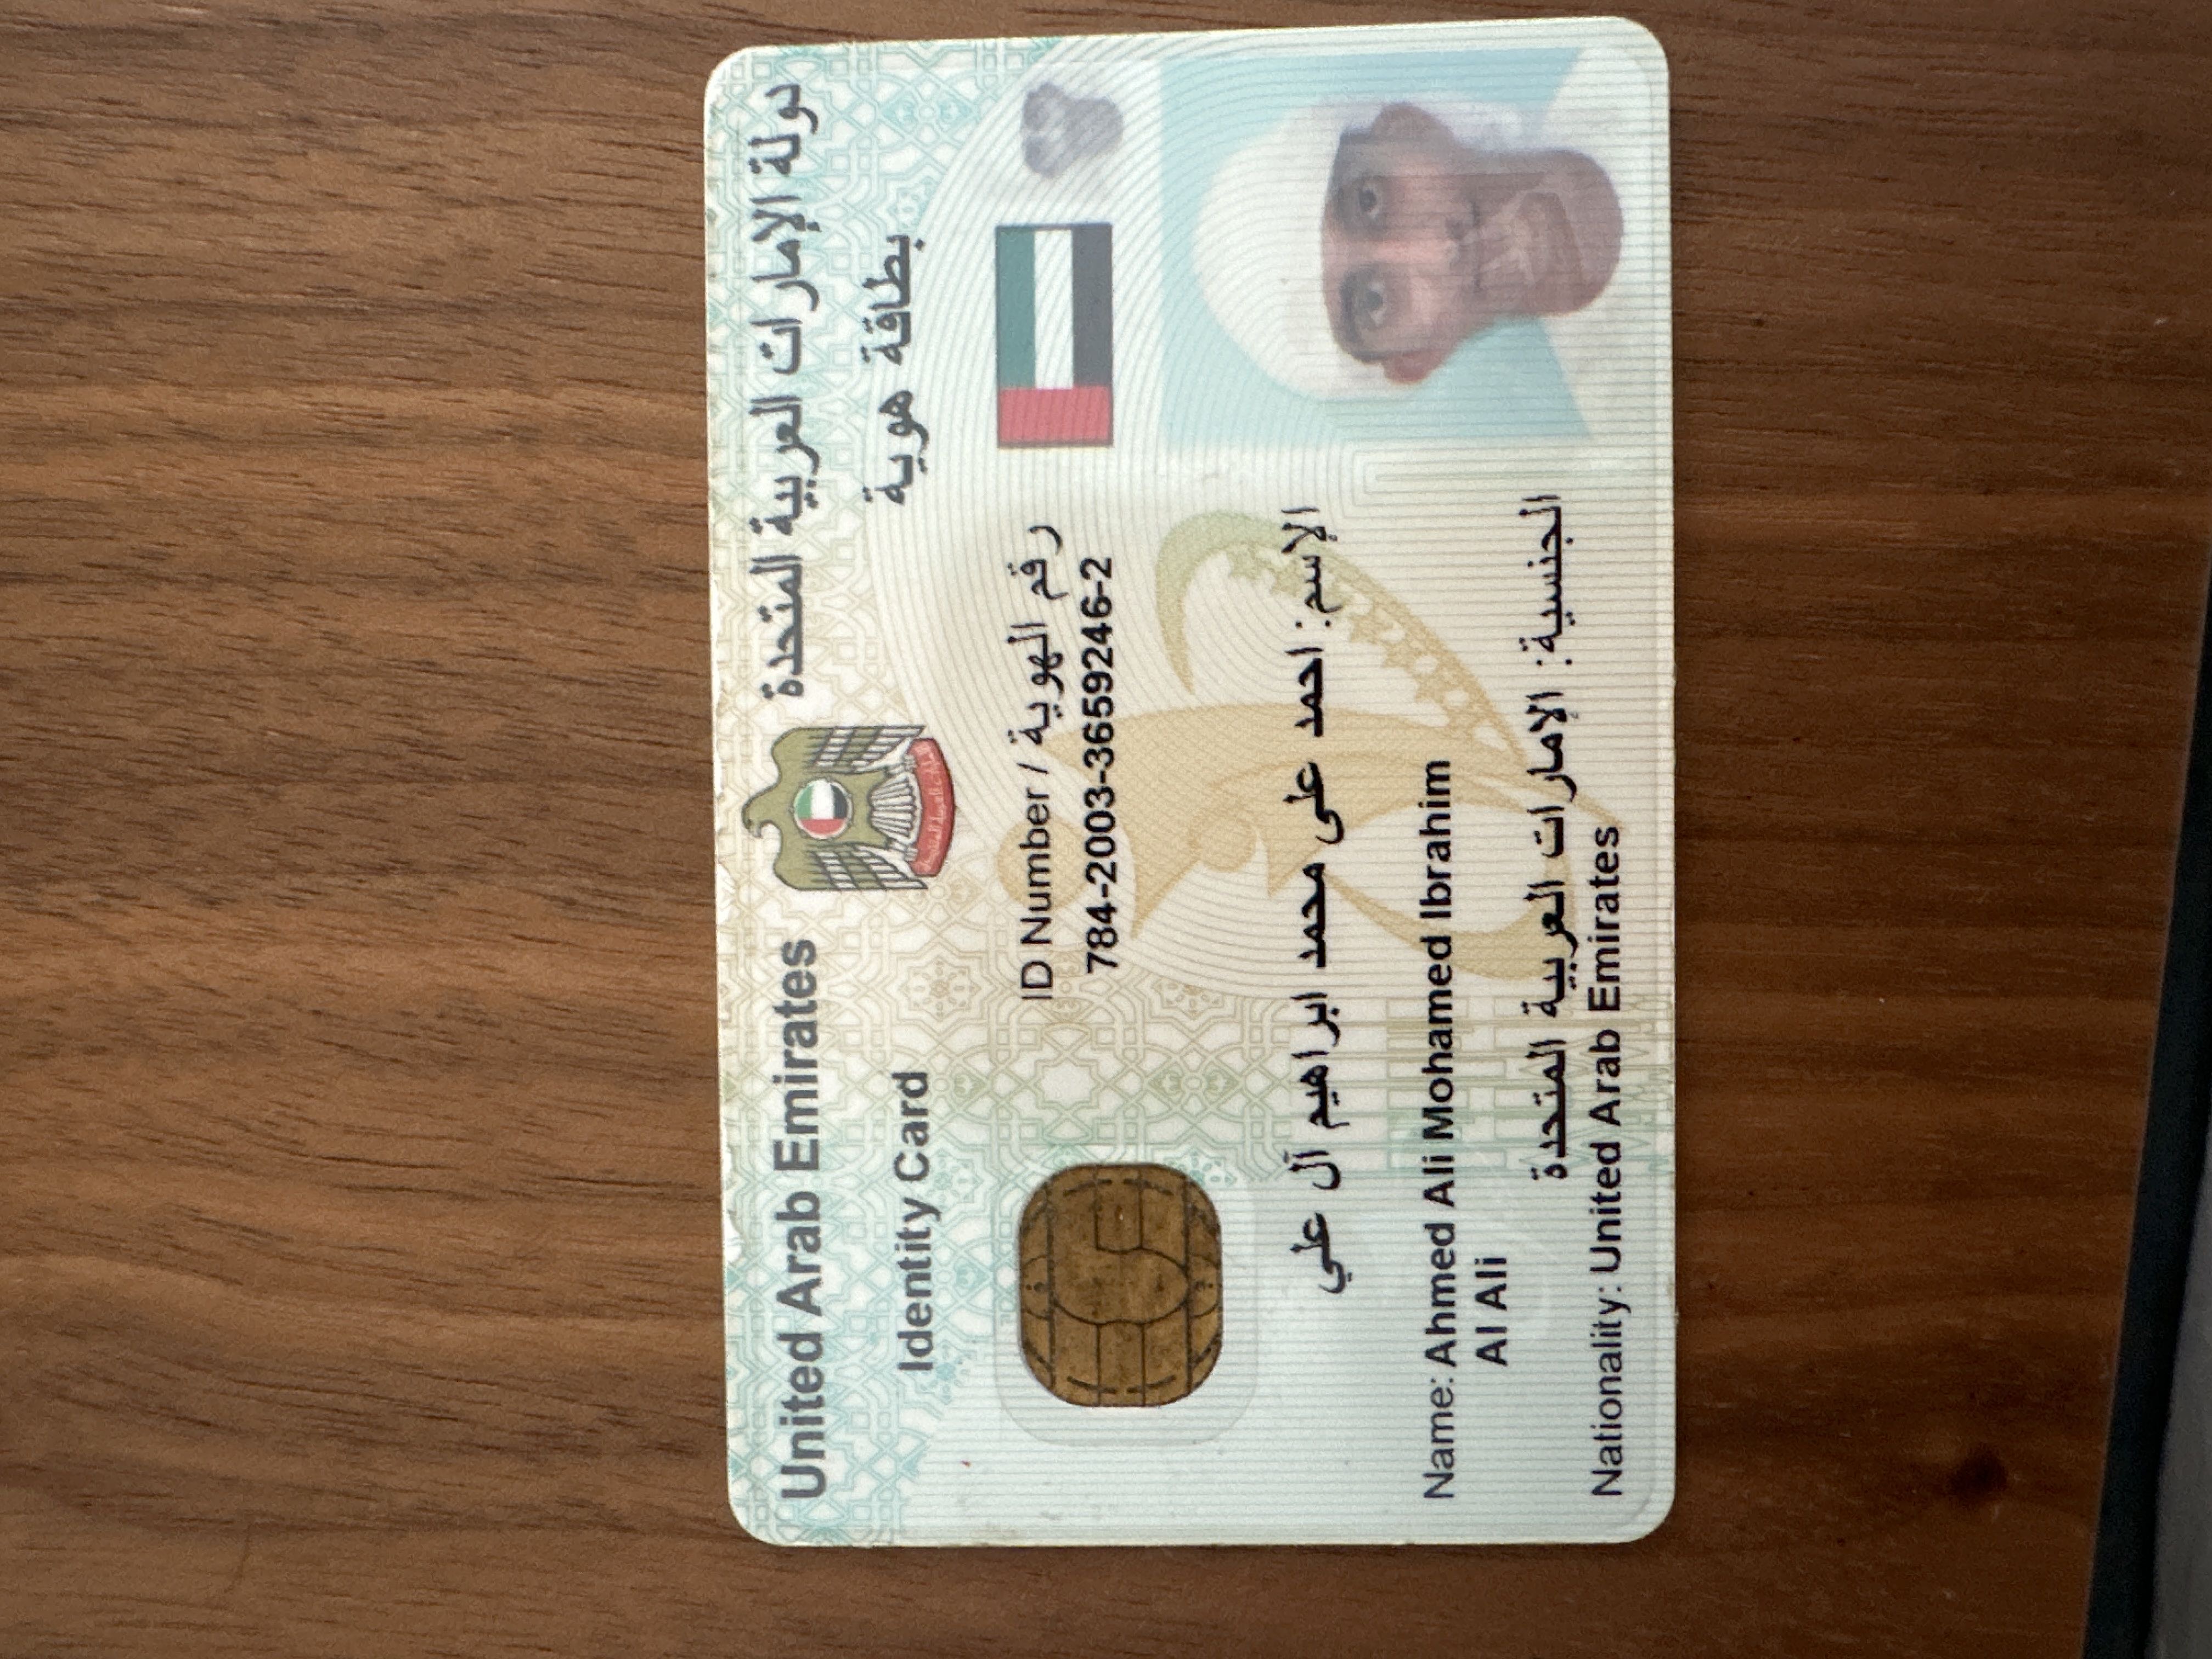 United Arab Emirates
دولة الإمارات العربية المتحدة
Identity Card
بطاقة هوية
ID Number / رقم الهوية
784-2003-3659246-2
الإسم: احمد على محمد ابراهيم آل علي
Name: Ahmed Ali Mohamed Ibrahim
Al Ali
الجنسية: الإمارات العربية المتحدة
Nationality: United Arab Emirates